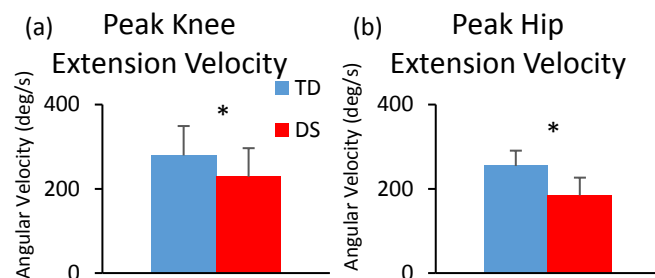 (a) Peak Knee
Extension Velocity
Angular Velocity (deg/s)
400
200
0
*
TD
DS
(b) Peak Hip
Extension Velocity
Angular Velocity (deg/s)
400
200
0
*